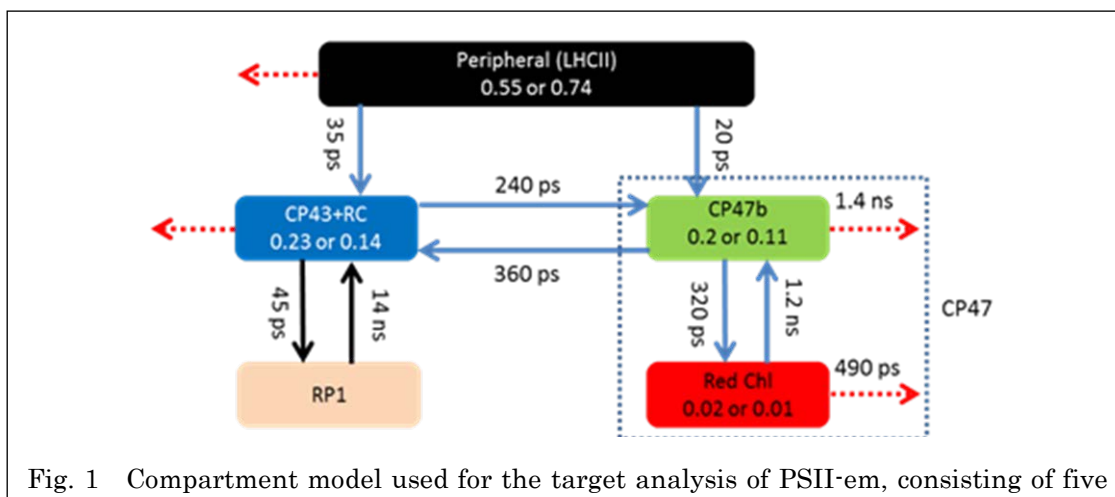 Peripheral (LHCII)
0.55 or 0.74
35 ps
20 ps
CP43+RC
0.23 or 0.14
240 ps
360 ps
CP47b
0.2 or 0.11
1.4 ns
45 ps
14 ns
320 ps
1.2 ns
CP47
RP1
Red Chl
0.02 or 0.01
490 ps
Fig. 1 Compartment model used for the target analysis of PSII-em, consisting of five